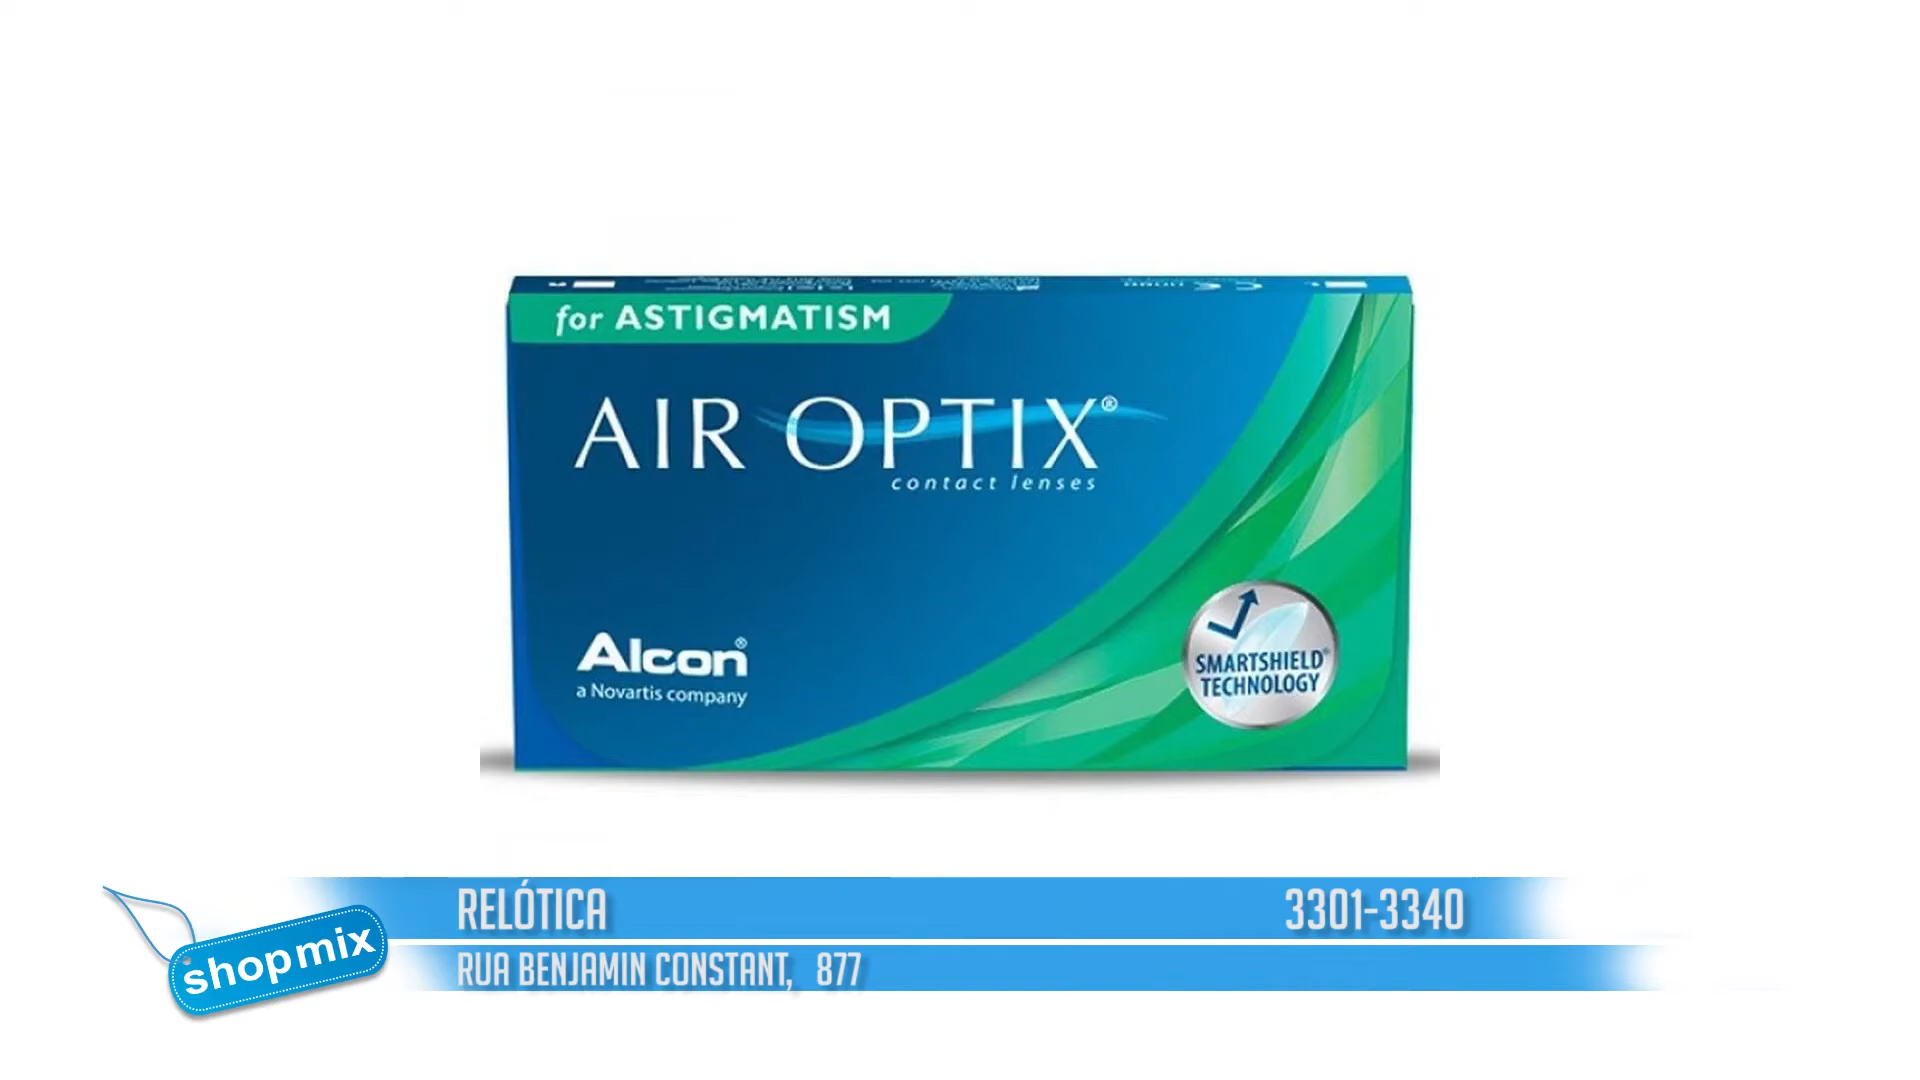 for ASTIGMATISM
AIR OPTIX®
contact lenses
Alcon®
a Novartis company
SMARTSHIELD®
TECHNOLOGY
RELÓTICA 3301-3340
shopmix
RUA BENJAMIN CONSTANT, 877